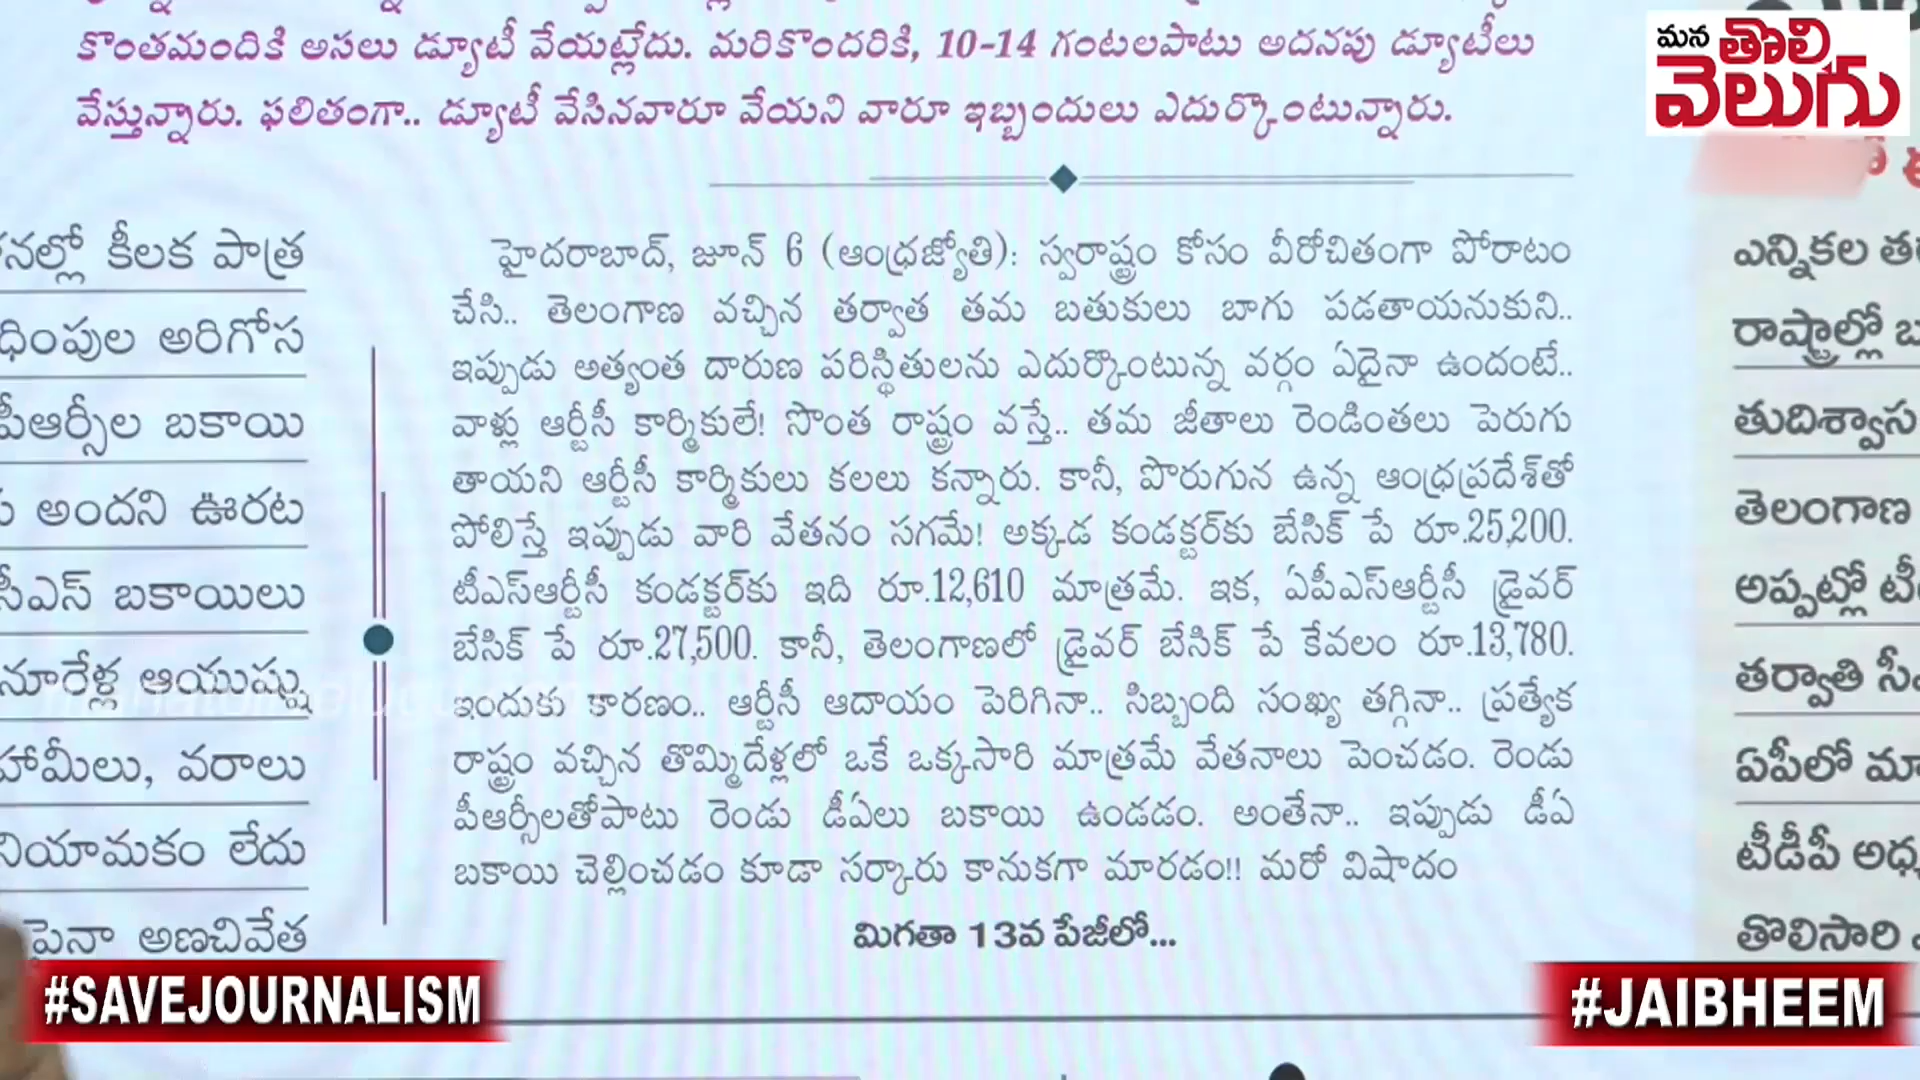 కొంతమందికి అసలు డ్యూటీ వేయట్లేదు. మరికొందరికి, 10-14 గంటలపాటు అదనపు డ్యూటీలు
వేస్తున్నారు. ఫలితంగా.. డ్యూటీ వేసినవారూ వేయని వారూ ఇబ్బందులు ఎదుర్కొంటున్నారు.
మన
తొలి
వెలుగు
కీలక పాత్ర
అరిగోస
బకాయి
అందని ఊరట
బకాయిలు
నూరేళ్ల ఆయుష్షు
హామీలు, వరాలు
లేదు
పైనా అణచివేత
హైదరాబాద్, జూన్ 6 (ఆంధ్రజ్యోతి): స్వరాష్ట్రం కోసం వీరోచితంగా పోరాటం
చేసి.. తెలంగాణ వచ్చిన తర్వాత తమ బతుకులు బాగు పడతాయనుకుని..
ఇప్పుడు అత్యంత దారుణ పరిస్థితులను ఎదుర్కొంటున్న వర్గం ఏదైనా ఉందంటే..
వాళ్లు ఆర్టీసీ కార్మికులే! సొంత రాష్ట్రం వస్తే.. తమ జీతాలు రెండింతలు పెరుగు
తాయని ఆర్టీసీ కార్మికులు కలలు కన్నారు. కానీ, పొరుగున ఉన్న ఆంధ్రప్రదేశ్‌తో
పోలిస్తే ఇప్పుడు వారి వేతనం సగమే! అక్కడ కండక్టర్‌కు బేసిక్ పే రూ.25,200.
టీఎస్ఆర్టీసీ కండక్టర్‌కు ఇది రూ.12,610 మాత్రమే. ఇక, ఏపీఎస్ఆర్టీసీ డ్రైవర్
బేసిక్ పే రూ.27,500. కానీ, తెలంగాణలో డ్రైవర్ బేసిక్ పే కేవలం రూ.13,780.
ఇందుకు కారణం.. ఆర్టీసీ ఆదాయం పెరిగినా.. సిబ్బంది సంఖ్య తగ్గినా.. ప్రత్యేక
రాష్ట్రం వచ్చిన తొమ్మిదేళ్లలో ఒకే ఒక్కసారి మాత్రమే వేతనాలు పెంచడం. రెండు
పీఆర్సీలతోపాటు రెండు డీఏలు బకాయి ఉండడం. అంతేనా.. ఇప్పుడు డీఏ
బకాయి చెల్లించడం కూడా సర్కారు కానుకగా మారడం!! మరో విషాదం
మిగతా 13వ పేజీలో...
ఎన్నికల
రాష్ట్రాల్లో
తుదిశ్వాస
తెలంగాణ
అప్పట్లో
తర్వాతి
ఏపీలో
టీడీపీ
తొలిసారి
#SAVEJOURNALISM
#JAIBHEEM